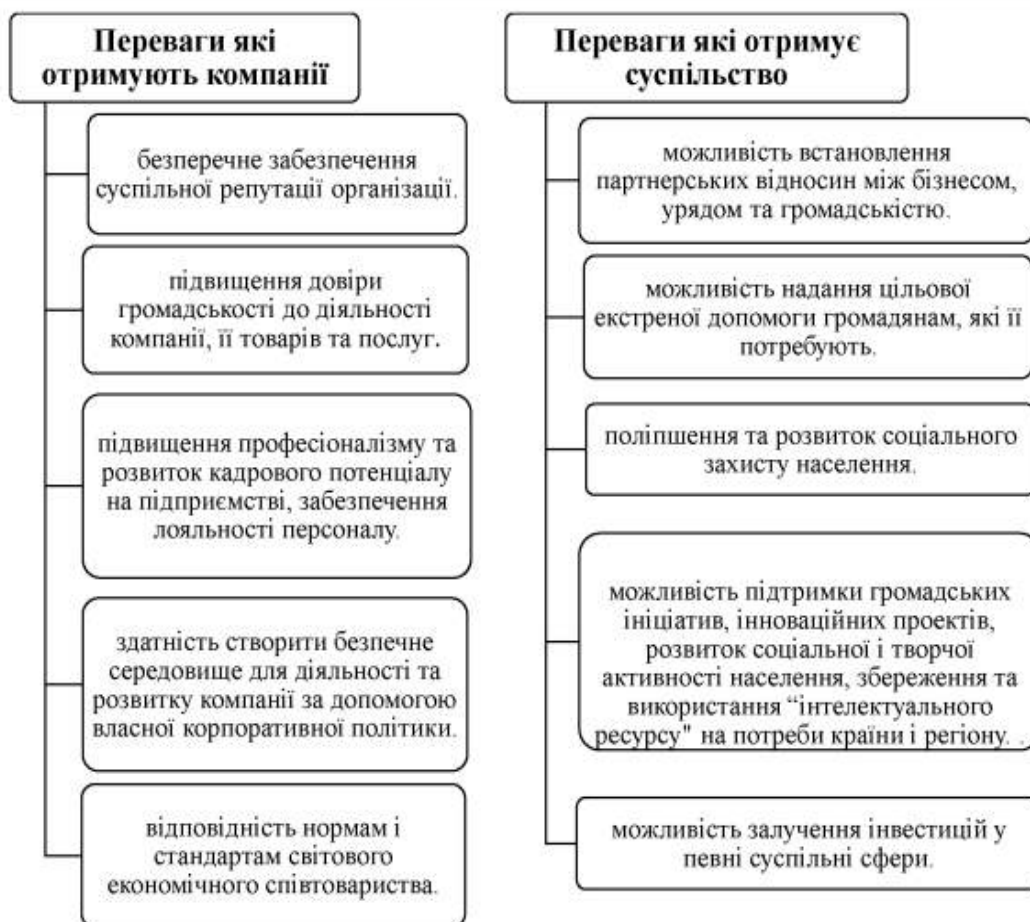 Переваги які
отримують компанії
безперечне забезпечення
суспільної репутації організації.
підвищення довіри
громадськості до діяльності
компанії, її товарів та послуг.
підвищення професіоналізму та
розвиток кадрового потенціалу
на підприємстві, забезпечення
лояльності персоналу.
здатність створити безпечне
середовище для діяльності та
розвитку компанії за допомогою
власної корпоративної політики.
відповідність нормам і
стандартам світового
економічного співтовариства.
Переваги які отримує
суспільство
можливість встановлення
партнерських відносин між бізнесом,
урядом та громадськістю.
можливість надання цільової
екстреної допомоги громадянам, які її
потребують.
поліпшення та розвиток соціального
захисту населення.
можливість підтримки громадських
ініціатив, інноваційних проектів,
розвиток соціальної і творчої
активності населення, збереження та
використання “інтелектуального
ресурсу" на потреби країни і регіону. .
можливість залучення інвестицій у
певні суспільні сфери.